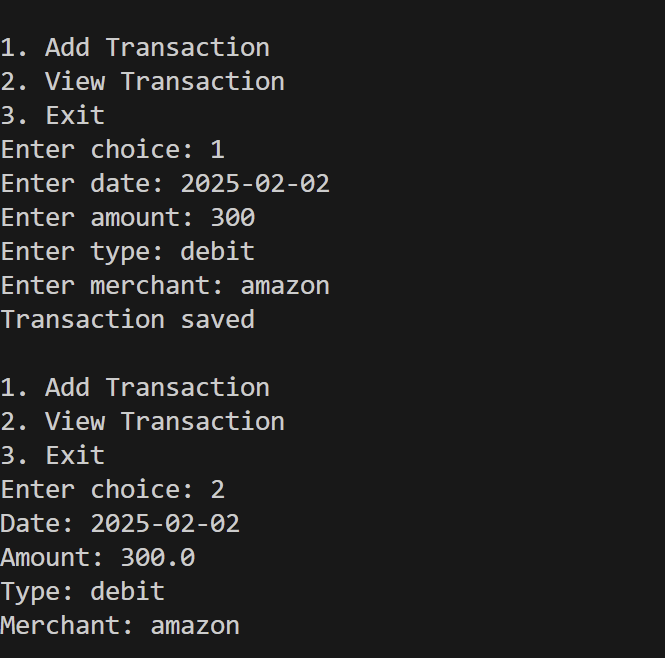 1. Add Transaction
2. View Transaction
3. Exit
Enter choice: 1
Enter date: 2025-02-02
Enter amount: 300
Enter type: debit
Enter merchant: amazon
Transaction saved
1. Add Transaction
2. View Transaction
3. Exit
Enter choice: 2
Date: 2025-02-02
Amount: 300.0
Type: debit
Merchant: amazon